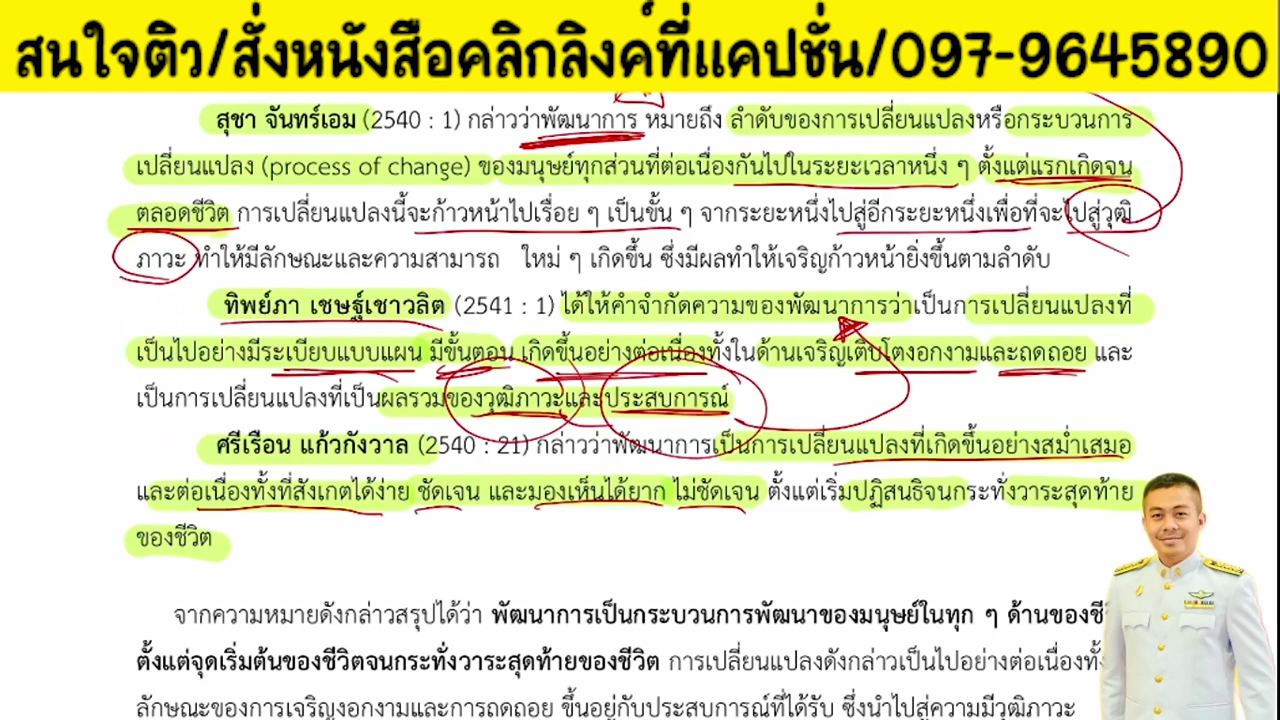 สนใจติว/สั่งหนังสือคลิกลิงค์ที่แคปชั่น/097-9645890
สุชา จันทร์เอม (2540 : 1) กล่าวว่าพัฒนาการ หมายถึง ลำดับของการเปลี่ยนแปลงหรือกระบวนการ
เปลี่ยนแปลง (process of change) ของมนุษย์ทุกส่วนที่ต่อเนื่องกันไปในระยะเวลาหนึ่ง ๆ ตั้งแต่แรกเกิดจน
ตลอดชีวิต การเปลี่ยนแปลงนี้จะก้าวหน้าไปเรื่อย ๆ เป็นขั้น ๆ จากระยะหนึ่งไปสู่อีกระยะหนึ่งเพื่อที่จะไปสู่วุฒิ
ภาวะ ทำให้มีลักษณะและความสามารถ ใหม่ ๆ เกิดขึ้น ซึ่งมีผลทำให้เจริญก้าวหน้ายิ่งขึ้นตามลำดับ
ทิพย์ภา เชษฐ์เชาวลิต (2541 : 1) ได้ให้คำจำกัดความของพัฒนาการว่าเป็นการเปลี่ยนแปลงที่
เป็นไปอย่างมีระเบียบแบบแผน มีขั้นตอน เกิดขึ้นอย่างต่อเนื่องทั้งในด้านเจริญเติบโตงอกงามและถดถอย และ
เป็นการเปลี่ยนแปลงที่เป็นผลรวมของวุฒิภาวะและประสบการณ์
ศรีเรือน แก้วกังวาล (2540 : 21) กล่าวว่าพัฒนาการเป็นการเปลี่ยนแปลงที่เกิดขึ้นอย่างสม่ำเสมอ
และต่อเนื่องทั้งที่สังเกตได้ง่าย ชัดเจน และมองเห็นได้ยาก ไม่ชัดเจน ตั้งแต่เริ่มปฏิสนธิจนกระทั่งวาระสุดท้าย
ของชีวิต
จากความหมายดังกล่าวสรุปได้ว่า พัฒนาการเป็นกระบวนการพัฒนาของมนุษย์ในทุก ๆ ด้านของ
ตั้งแต่จุดเริ่มต้นของชีวิตจนกระทั่งวาระสุดท้ายของชีวิต การเปลี่ยนแปลงดังกล่าวเป็นไปอย่างต่อเนื่อง
ลักษณะของการเจริญงอกงามและการถดถอย ขึ้นอยู่กับประสบการณ์ที่ได้รับ ซึ่งนำไปสู่ความมีวุฒิภาวะ